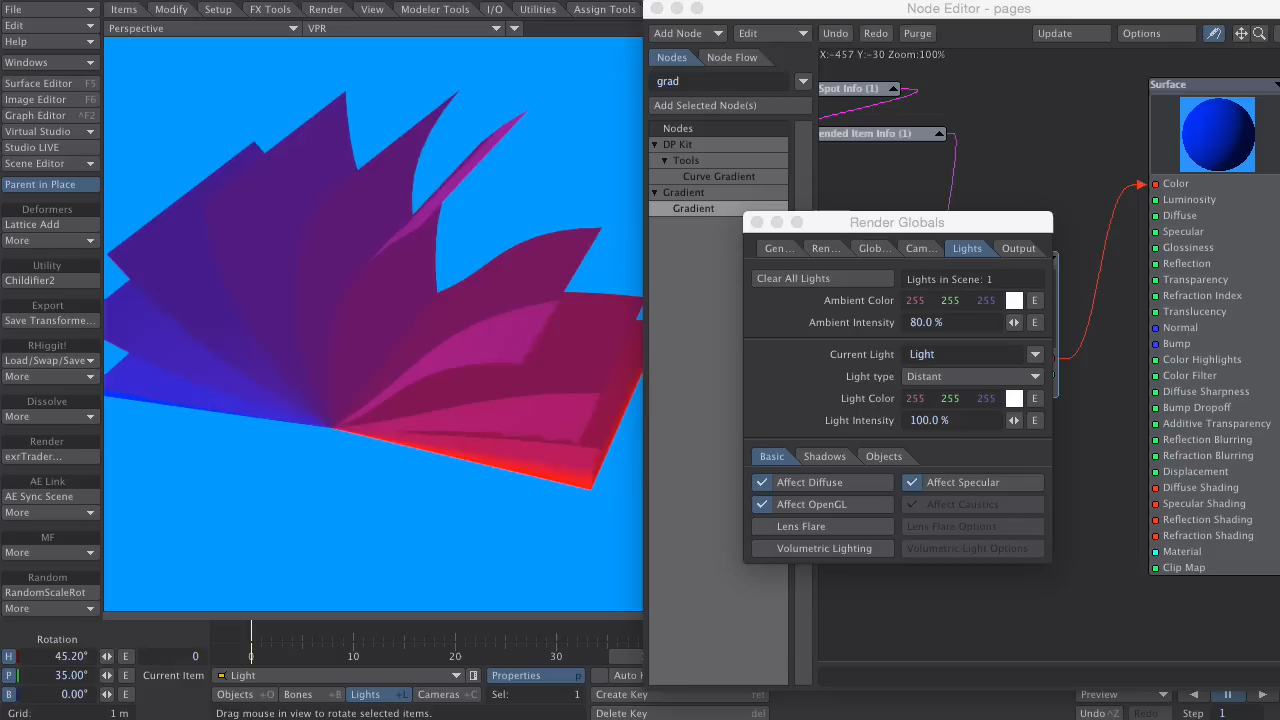 File
Items
Modify
Setup
FX Tools
Render
View
Modeler Tools
I/O
Utilities
Assign Tools
Node Editor - pages
Edit
Help
Windows
Surface Editor F5
Image Editor F6
Graph Editor ^F2
Virtual Studio
Studio LIVE
Scene Editor
Parent in Place
Deformers
Lattice Add
More
Utility
Childifier2
Export
Save Transforme...
RHiggit!
Load/Swap/Save
More
Dissolve
More
Render
exrTrader...
AE Link
AE Sync Scene
More
MF
More
Random
RandomScaleRot
More
Perspective
VPR
Add Node
Edit
Undo
Redo
Purge
Update
Options
Nodes
Node Flow
X:-457 Y:-30 Zoom:100%
grad
Add Selected Node(s)
Nodes
DP Kit
Tools
Curve Gradient
Gradient
Gradient
Spot Info (1)
ended Item Info (1)
Surface
Color
Luminosity
Diffuse
Specular
Glossiness
Reflection
Transparency
Refraction Index
Translucency
Normal
Bump
Color Highlights
Color Filter
Diffuse Sharpness
Bump Dropoff
Additive Transparency
Reflection Blurring
Refraction Blurring
Displacement
Diffuse Shading
Specular Shading
Reflection Shading
Refraction Shading
Material
Clip Map
Render Globals
Gen...
Ren...
Glob...
Cam...
Lights
Output
Clear All Lights
Lights in Scene: 1
Ambient Color 255 255 255 E
Ambient Intensity 80.0 % E
Current Light Light
Light type Distant
Light Color 255 255 255 E
Light Intensity 100.0 % E
Basic
Shadows
Objects
Affect Diffuse
Affect Specular
Affect OpenGL
Affect Caustics
Lens Flare
Lens Flare Options
Volumetric Lighting
Volumetric Light Options
Rotation
H 45.20° E
P 35.00° E
B 0.00° E
Grid: 1 m
0
0 10 20 30
Current Item
Light
Properties p
Auto K
Objects +O
Bones +B
Lights +L
Cameras +C
Sel: 1
Create Key ret
Drag mouse in view to rotate selected items.
Delete Key del
Preview
Undo ^Z
Redo
Step 1